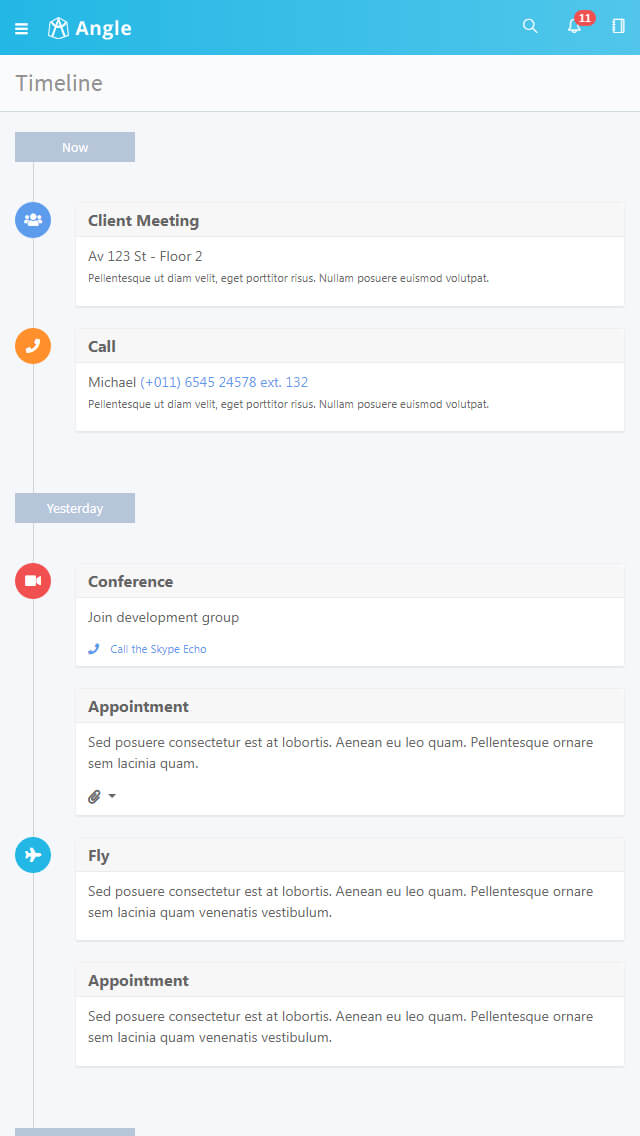 Angle
11
Timeline
Now
Client Meeting
Av 123 St - Floor 2
Pellentesque ut diam velit, eget porttitor risus. Nullam posuere euismod volutpat.
Call
Michael (+011) 6545 24578 ext. 132
Pellentesque ut diam velit, eget porttitor risus. Nullam posuere euismod volutpat.
Yesterday
Conference
Join development group
Call the Skype Echo
Appointment
Sed posuere consectetur est at lobortis. Aenean eu leo quam. Pellentesque ornare
sem lacinia quam.
Fly
Sed posuere consectetur est at lobortis. Aenean eu leo quam. Pellentesque ornare
sem lacinia quam venenatis vestibulum.
Appointment
Sed posuere consectetur est at lobortis. Aenean eu leo quam. Pellentesque ornare
sem lacinia quam venenatis vestibulum.